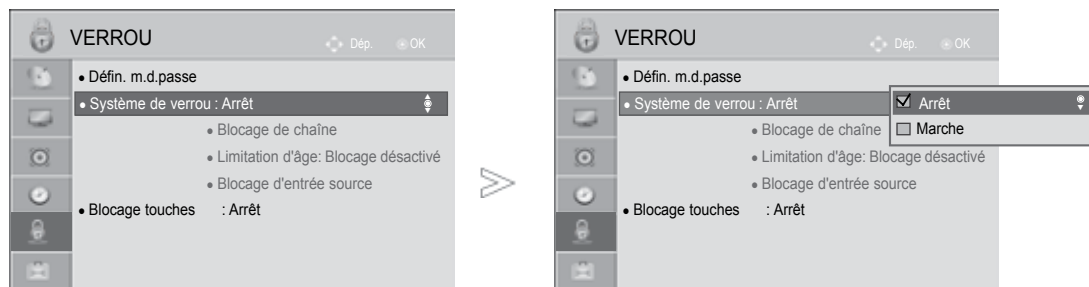 VERROU
Dép. OK
• Défin. m.d.passe
• Système de verrou : Arrêt
• Blocage de chaîne
• Limitation d'âge: Blocage désactivé
• Blocage d'entrée source
• Blocage touches : Arrêt
VERROU
Dép. OK
• Défin. m.d.passe
• Système de verrou : Arrêt
Arrêt
Marche
• Blocage de chaîne
• Limitation d'âge: Blocage désactivé
• Blocage d'entrée source
• Blocage touches : Arrêt